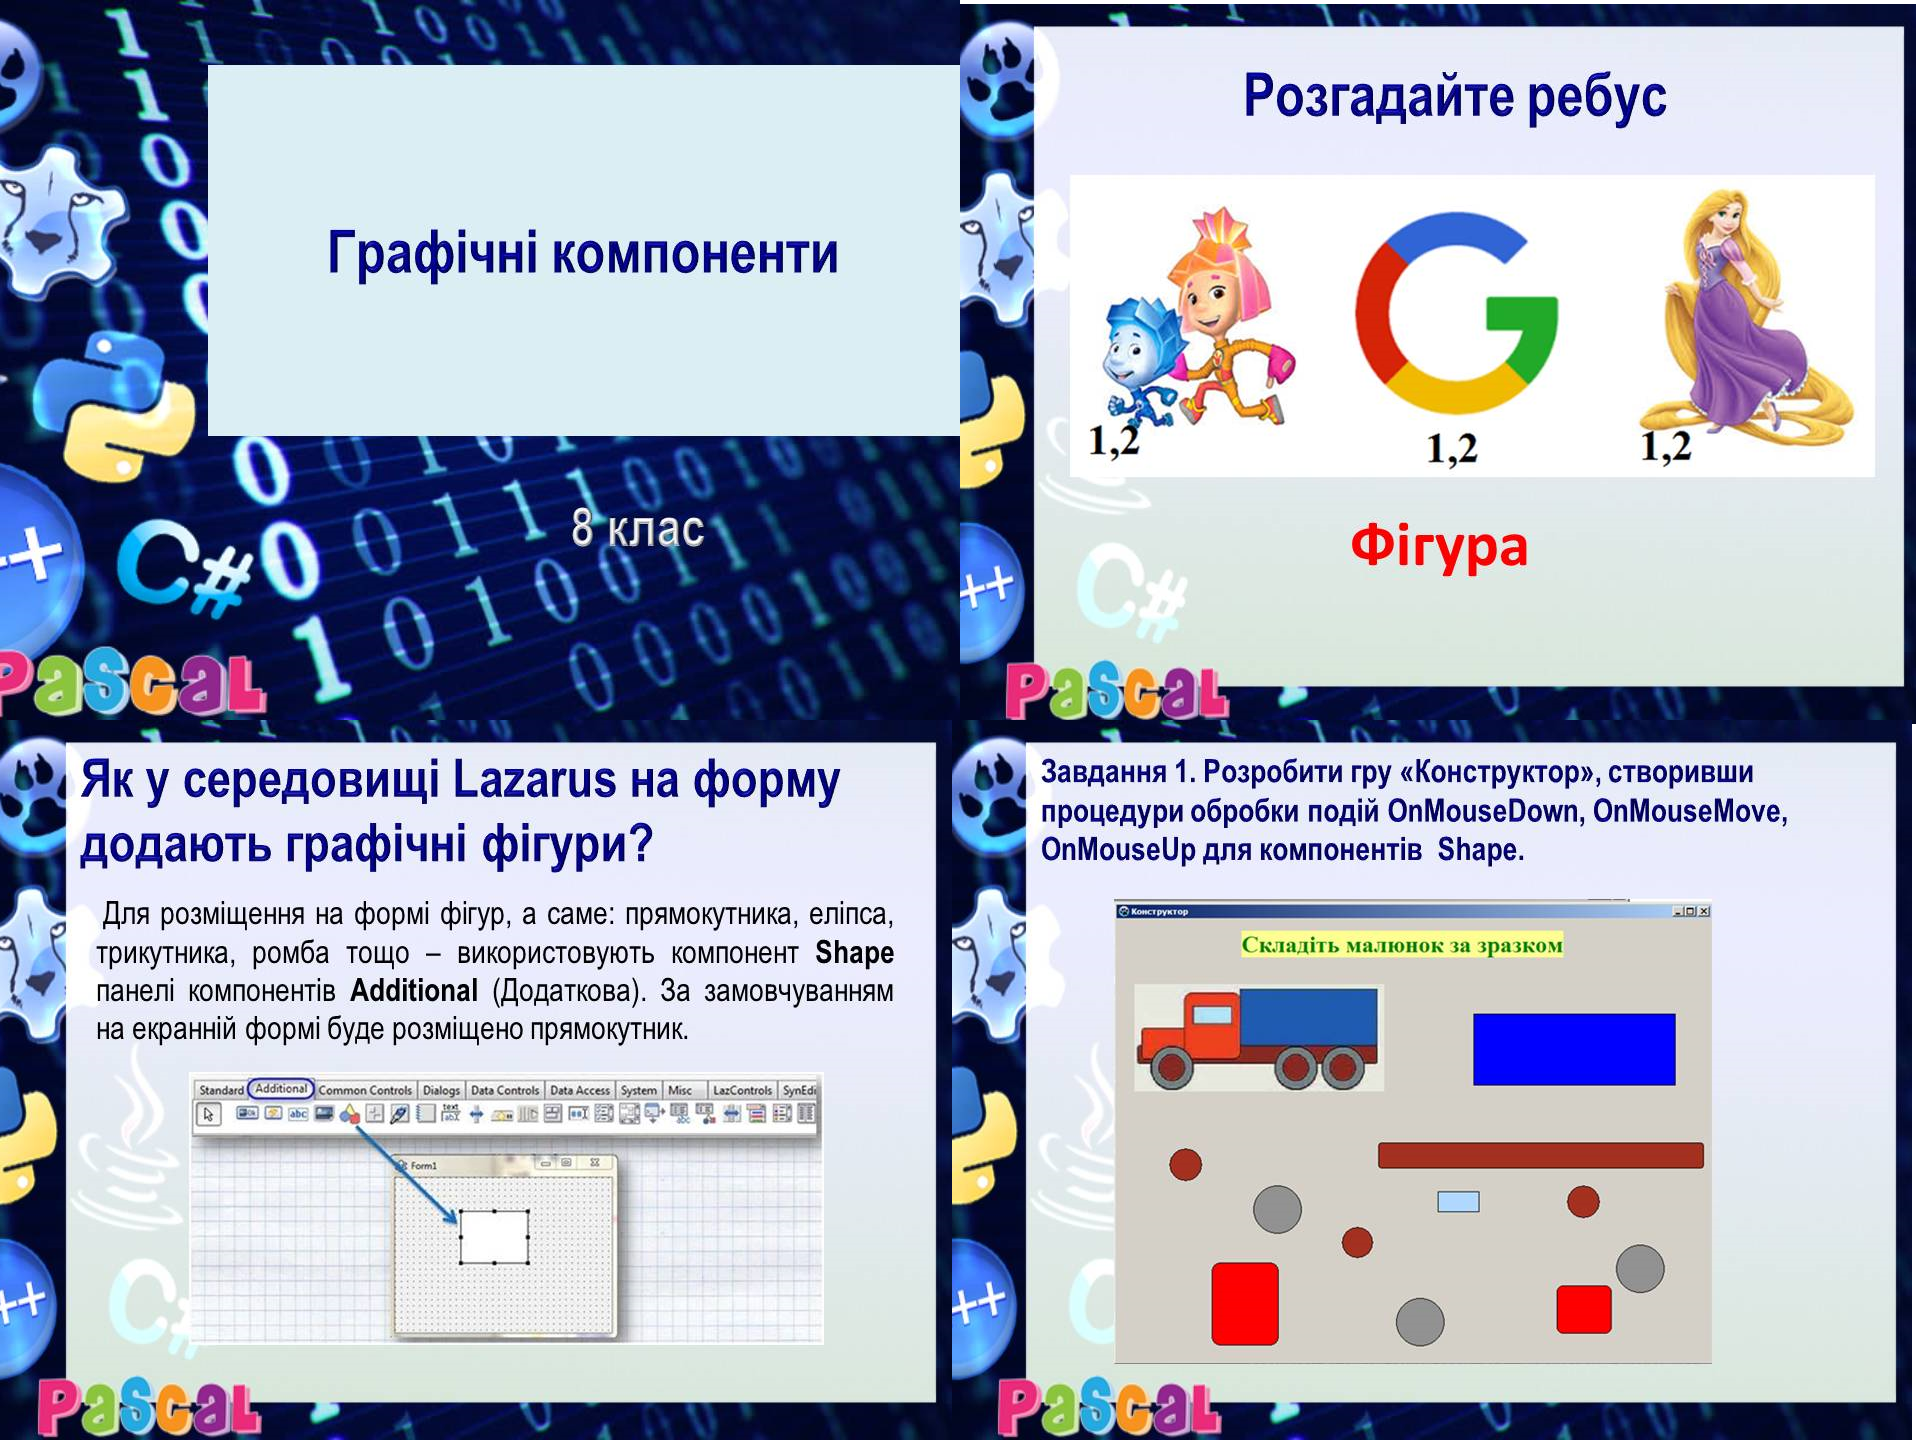 Графічні компоненти
8 клас
C#
++
PASCAL
Розгадайте ребус
1,2
1,2
1,2
Фігура
C#
++
PASCAL
Як у середовищі Lazarus на форму
додають графічні фігури?
Для розміщення на формі фігур, а саме: прямокутника, еліпса,
трикутника, ромба тощо – використовують компонент Shape
панелі компонентів Additional (Додаткова). За замовчуванням
на екранній формі буде розміщено прямокутник.
Standard Additional Common Controls Dialogs Data Controls Data Access System Misc LazControls SynEdi
Form1
++
PASCAL
Завдання 1. Розробити гру «Конструктор», створивши
процедури обробки подій OnMouseDown, OnMouseMove,
OnMouseUp для компонентів Shape.
Конструктор
Складіть малюнок за зразком
++
PASCAL